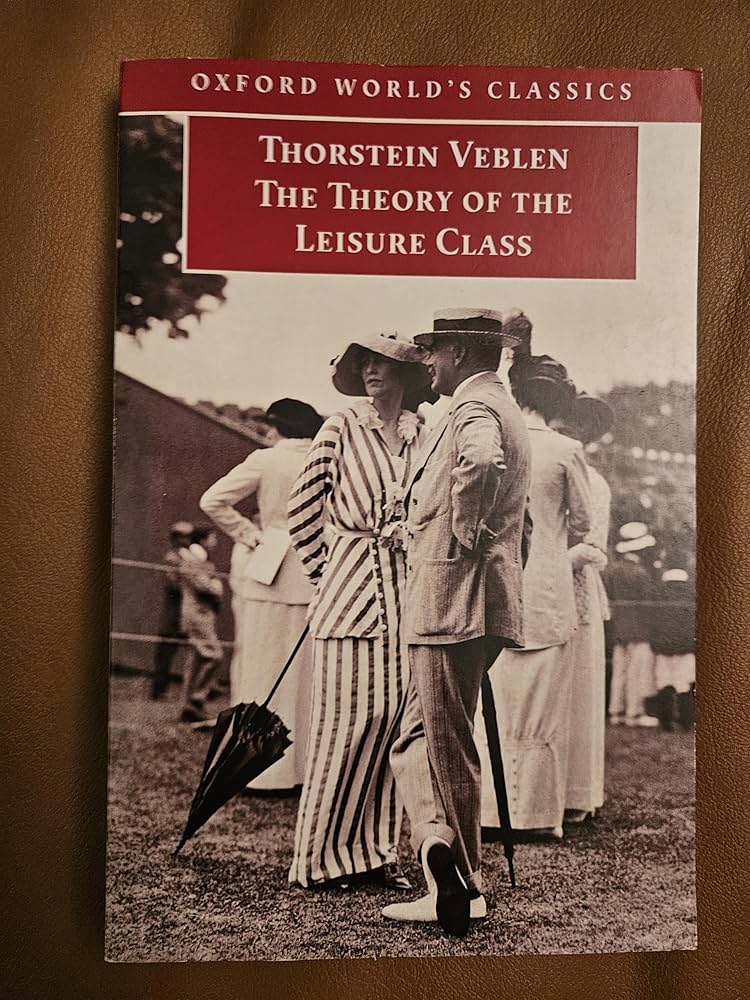 OXFORD WORLD'S CLASSICS
THORSTEIN VEBLEN
THE THEORY OF THE
LEISURE CLASS